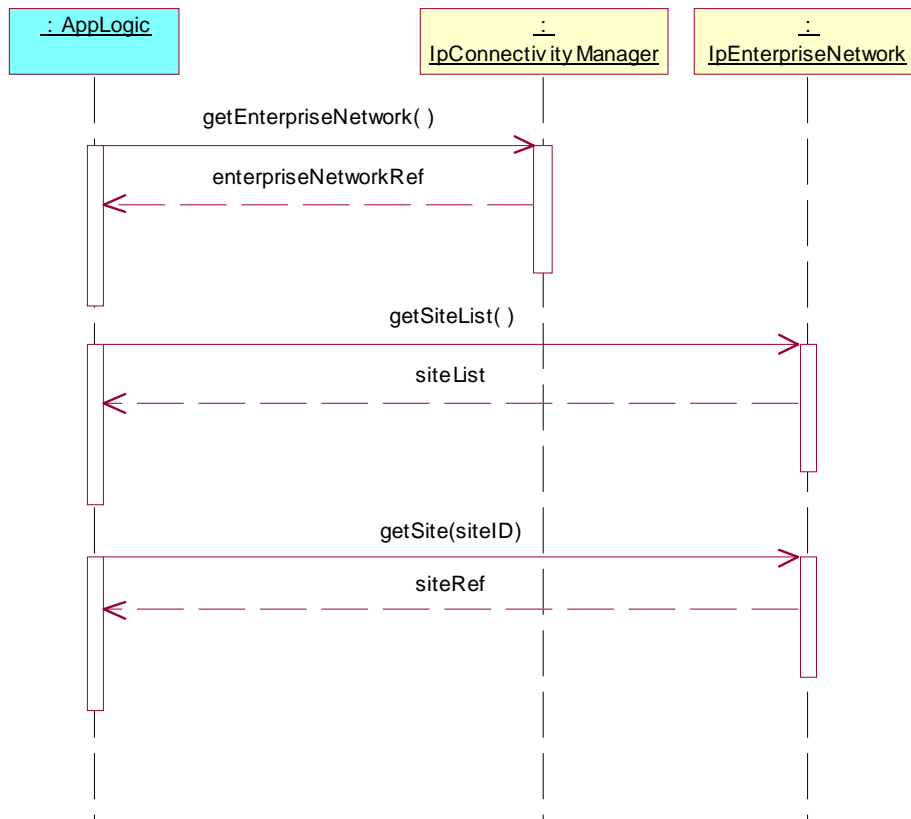 : AppLogic
:
IpConnectivityManager
:
IpEnterpriseNetwork
getEnterpriseNetwork( )
enterpriseNetworkRef
getSiteList( )
siteList
getSite(siteID)
siteRef